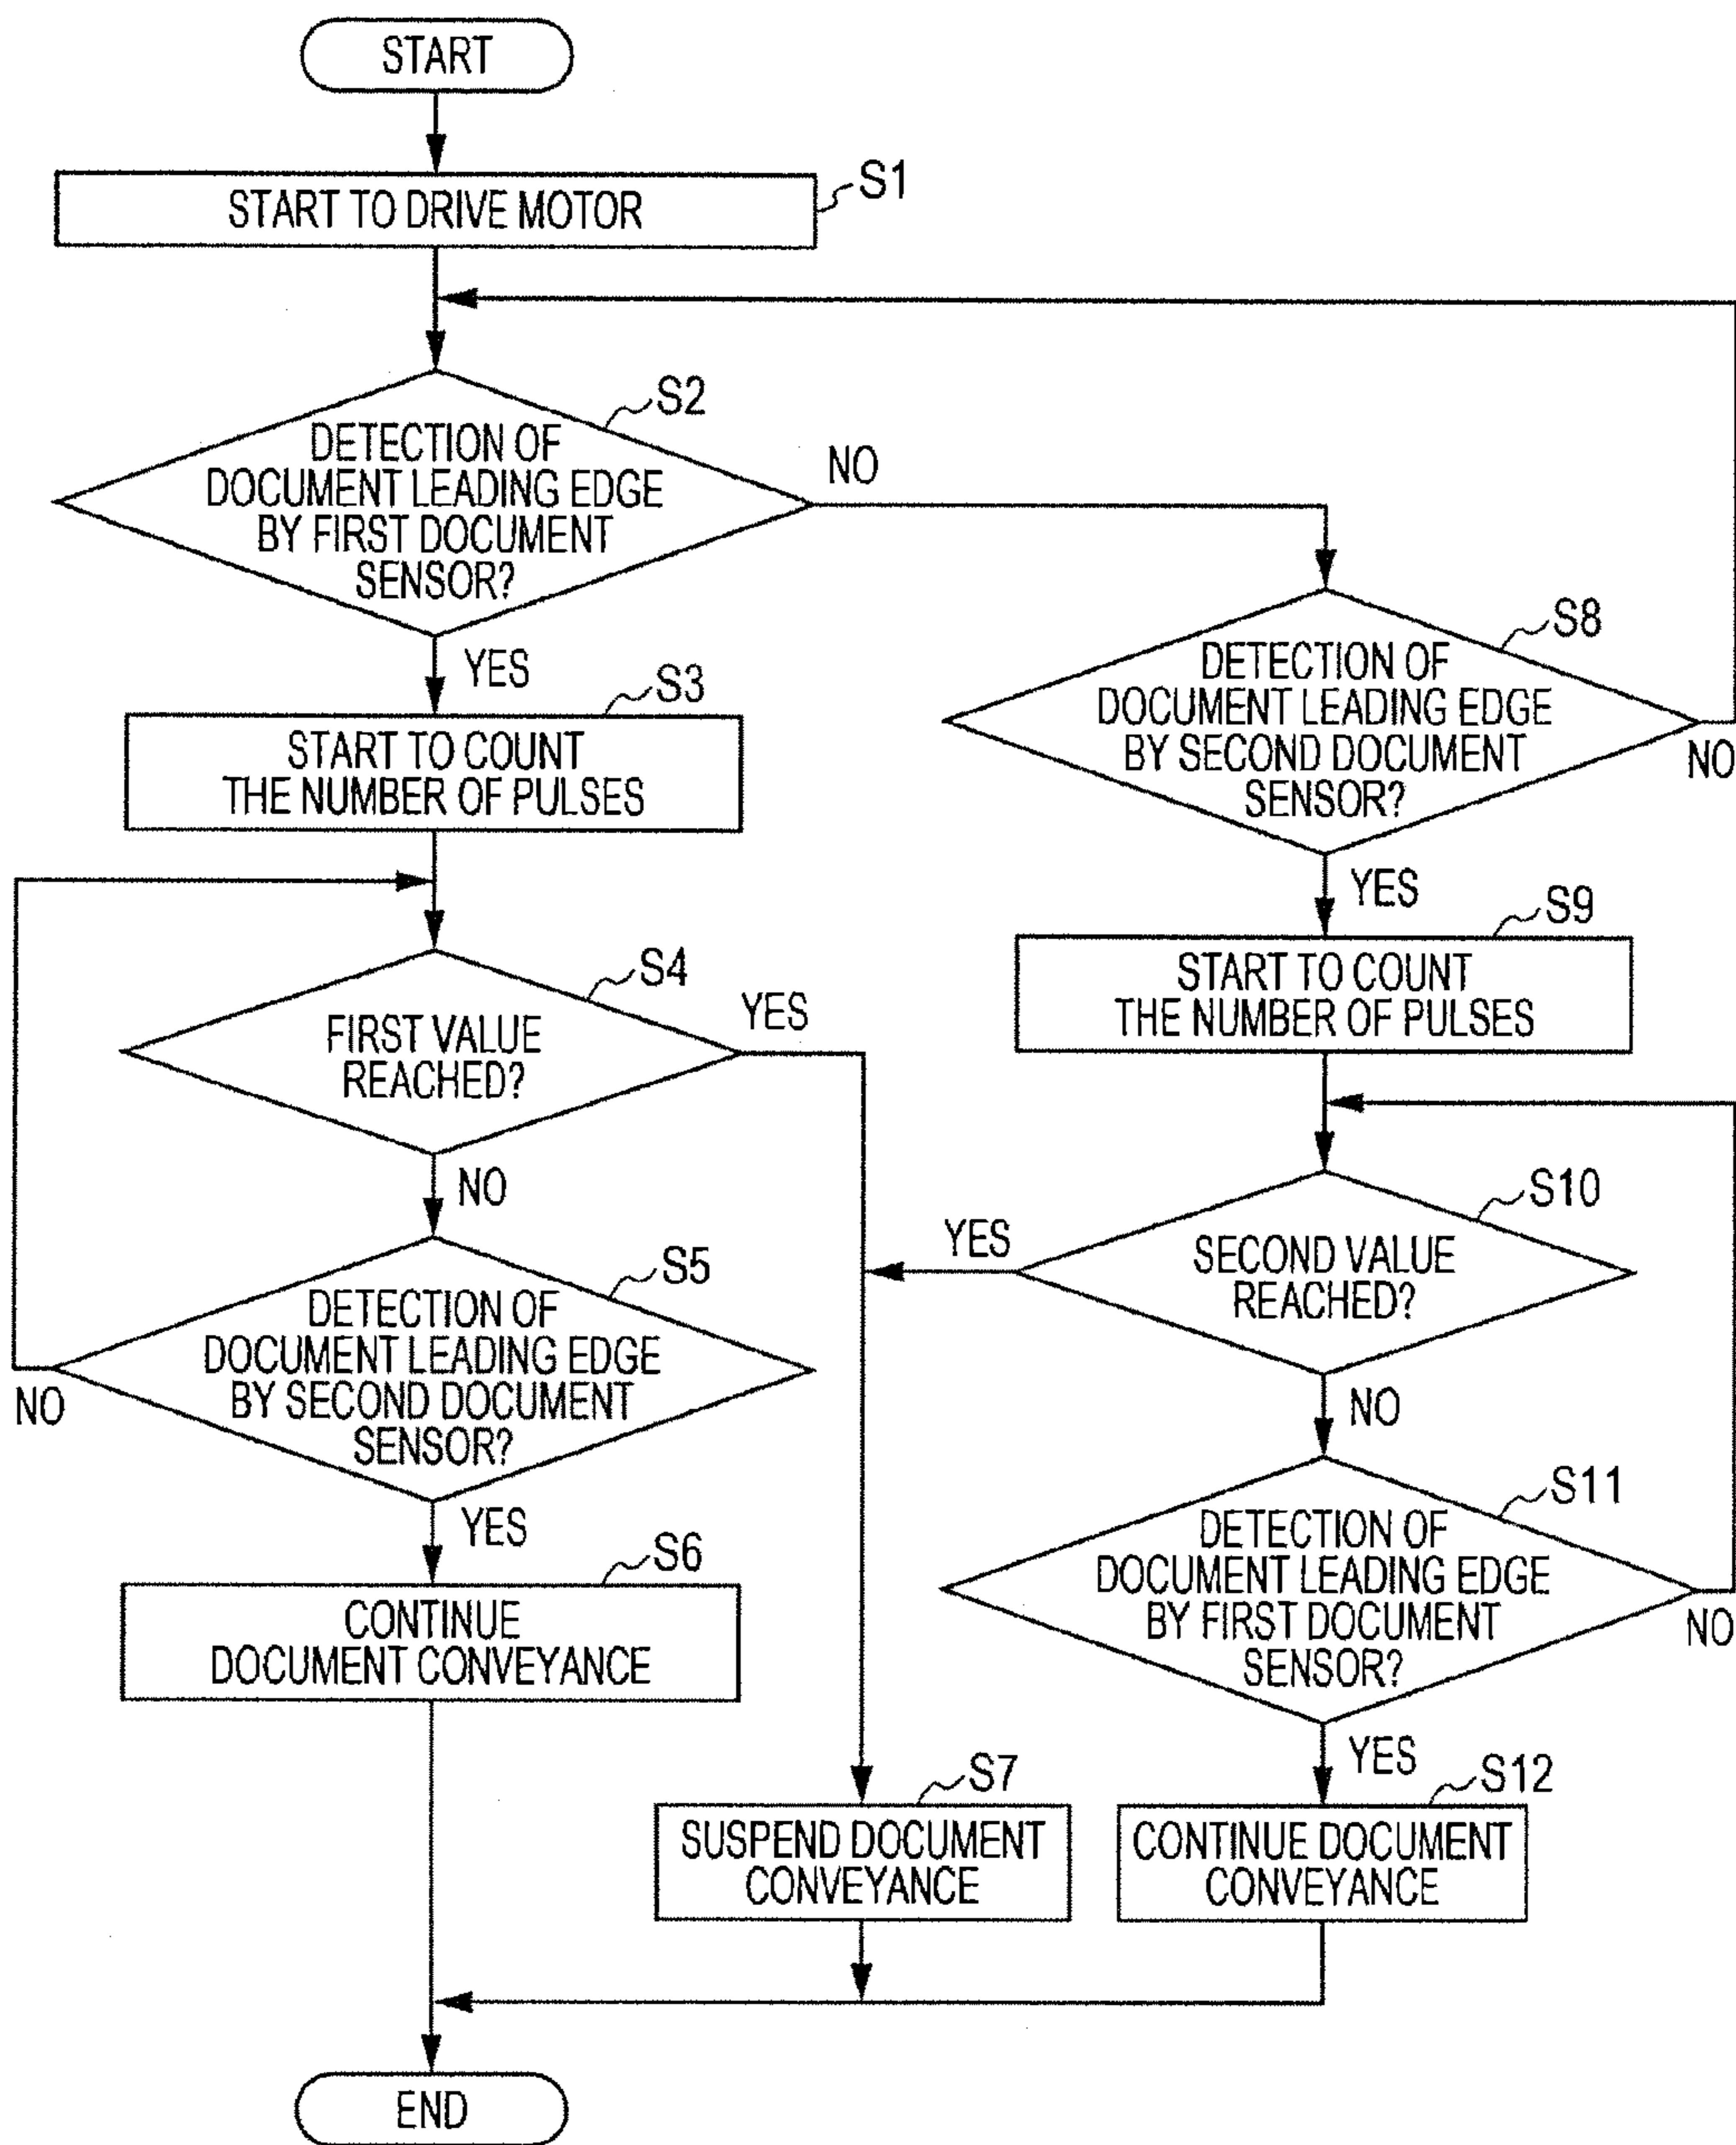 START
START TO DRIVE MOTOR
S1
S2
DETECTION OF
DOCUMENT LEADING EDGE
BY FIRST DOCUMENT
SENSOR?
NO
YES
S3
START TO COUNT
THE NUMBER OF PULSES
S4
FIRST VALUE
REACHED?
YES
NO
S5
DETECTION OF
DOCUMENT LEADING EDGE
BY SECOND DOCUMENT
SENSOR?
NO
YES
S6
CONTINUE
DOCUMENT CONVEYANCE
S7
SUSPEND DOCUMENT
CONVEYANCE
S8
DETECTION OF
DOCUMENT LEADING EDGE
BY SECOND DOCUMENT
SENSOR?
NO
YES
S9
START TO COUNT
THE NUMBER OF PULSES
S10
SECOND VALUE
REACHED?
YES
NO
S11
DETECTION OF
DOCUMENT LEADING EDGE
BY FIRST DOCUMENT
SENSOR?
NO
YES
S12
CONTINUE DOCUMENT
CONVEYANCE
END